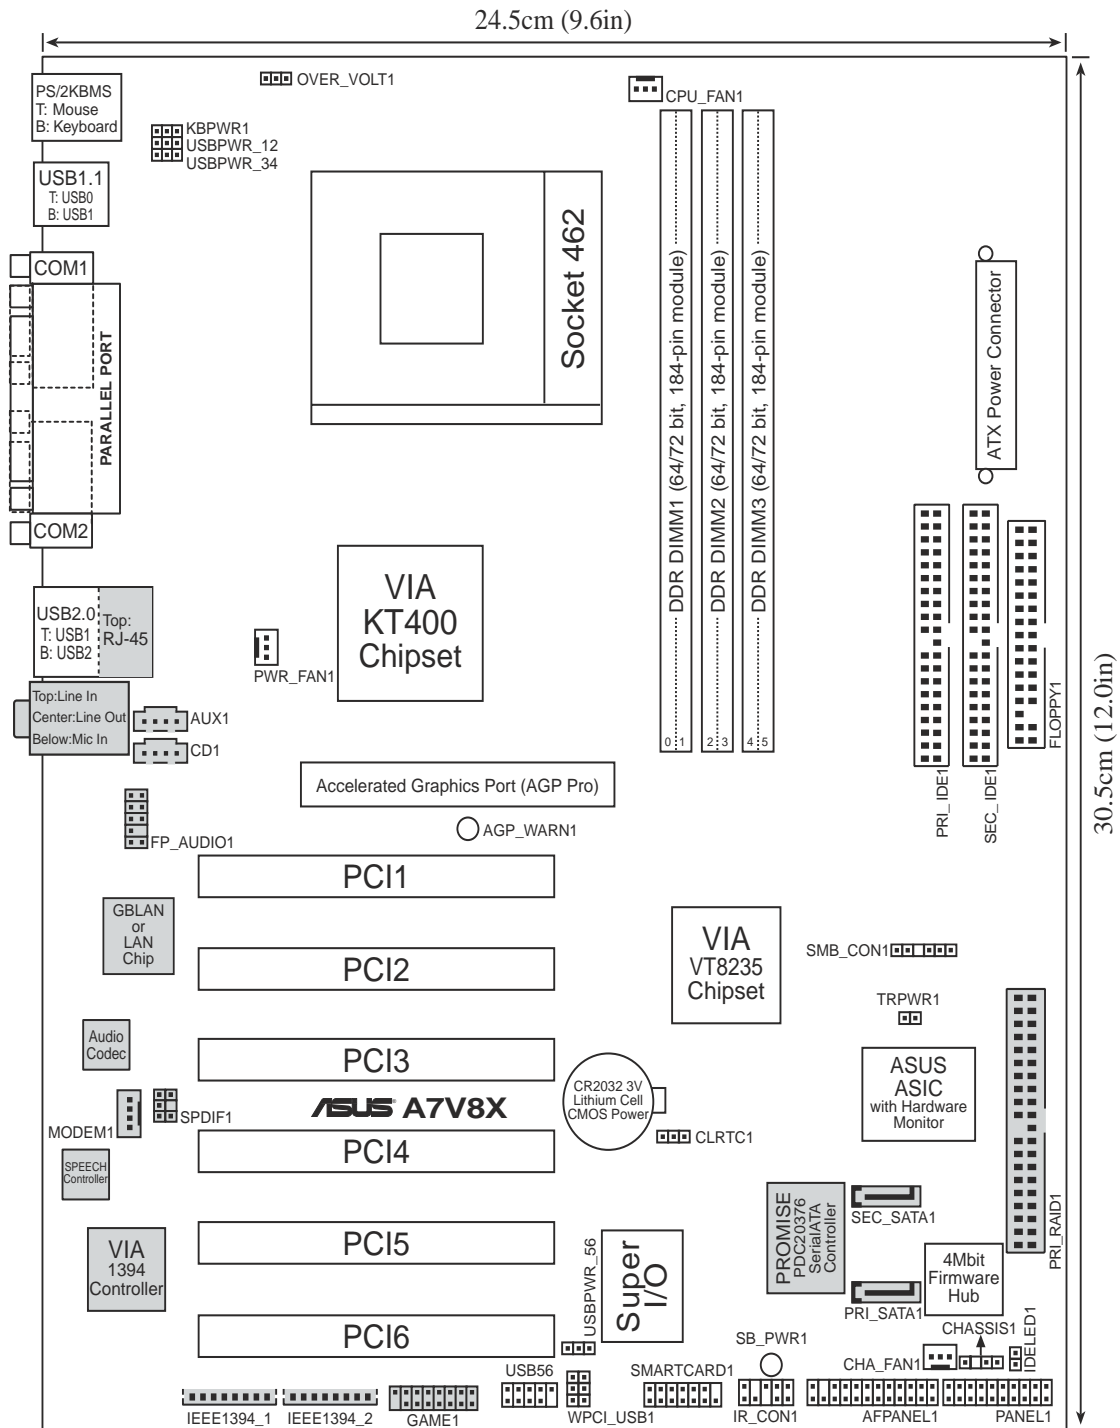 24.5cm (9.6in)
PS/2KBMS
T: Mouse
B: Keyboard
OVER_VOLT1
CPU_FAN1
KBPWR1
USBPWR_12
USBPWR_34
USB1.1
T: USB0
B: USB1
COM1
PARALLEL PORT
COM2
Socket 462
DDR DIMM1 (64/72 bit, 184-pin module)
DDR DIMM2 (64/72 bit, 184-pin module)
DDR DIMM3 (64/72 bit, 184-pin module)
0 1
2 3
4 5
ATX Power Connector
USB2.0
T: USB1
B: USB2
Top:
RJ-45
VIA
KT400
Chipset
PWR_FAN1
Top:Line In
Center:Line Out
Below:Mic In
AUX1
CD1
PRI_IDE1
SEC_IDE1
FLOPPY1
30.5cm (12.0in)
Accelerated Graphics Port (AGP Pro)
AGP_WARN1
FP_AUDIO1
PCI1
GBLAN
or
LAN
Chip
PCI2
VIA
VT8235
Chipset
SMB_CON1
TRPWR1
Audio
Codec
PCI3
CR2032 3V
Lithium Cell
CMOS Power
ASUS
ASIC
with Hardware
Monitor
ASUS A7V8X
SPDIF1
MODEM1
CLRTC1
PCI4
SPEECH
Controller
PROMISE
PDC20376
SerialATA
Controller
SEC_SATA1
PRI_RAID1
PCI5
VIA
1394
Controller
USBPWR_56
Super
I/O
4Mbit
Firmware
Hub
PRI_SATA1
PCI6
SB_PWR1
CHASSIS1
IDELED1
CHA_FAN1
USB56
SMARTCARD1
IEEE1394_1
IEEE1394_2
GAME1
WPCI_USB1
IR_CON1
AFPANEL1
PANEL1